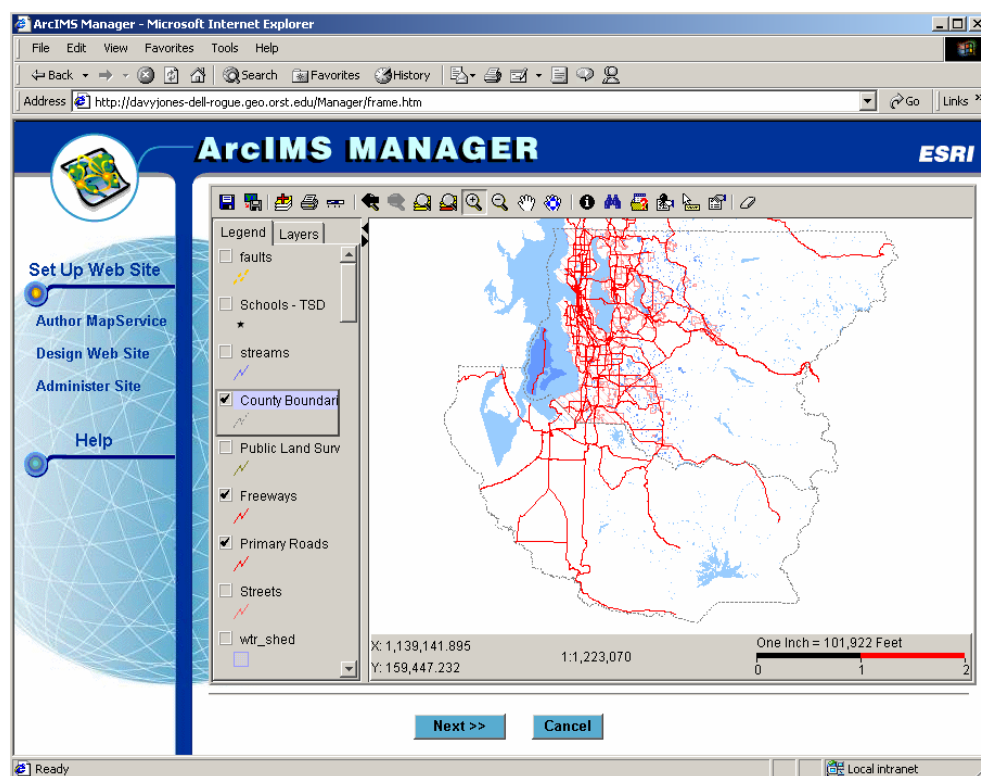 ArcIMS Manager - Microsoft Internet Explorer
File Edit View Favorites Tools Help
Back Search Favorites History
Address http://davyjones-dell-rogue.geo.orst.edu/Manager/frame.htm Go Links »
ArcIMS MANAGER
ESRI
Set Up Web Site
Author MapService
Design Web Site
Administer Site
Help
Legend Layers
faults
Schools - TSD
streams
County Boundari
Public Land Surv
Freeways
Primary Roads
Streets
wtr_shed
X: 1,139,141.895
Y: 159,447.232
1:1,223,070
One Inch = 101,922 Feet
0 1 2
Next >> Cancel
Ready Local intranet